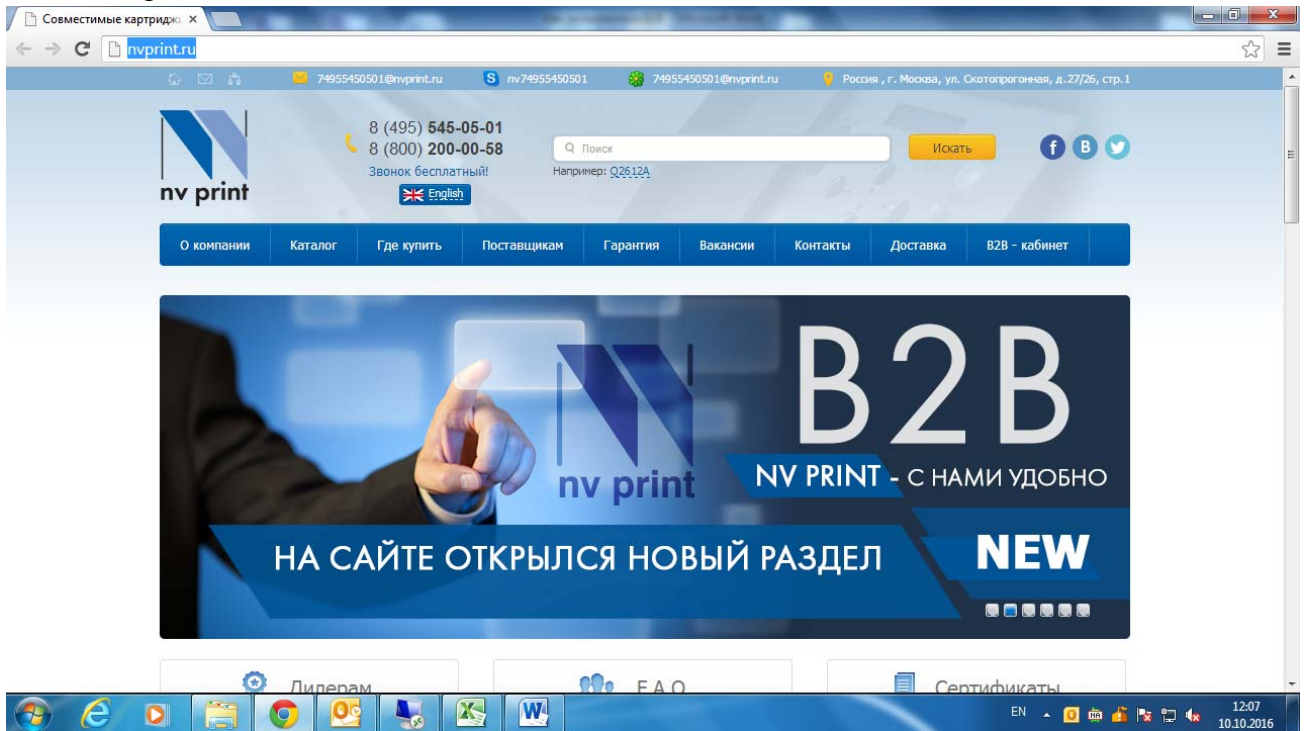 Совместимые картридж
nvprint.ru
74955450501@nvprint.ru nv74955450501 74955450501@nvprint.ru Россия , г. Москва, ул. Скотопрогонная, д.27/26, стр.1
8 (495) 545-05-01
8 (800) 200-00-58
Звонок бесплатный!
English
nv print
Поиск
Искать
Например: Q2612A
О компании Каталог Где купить Поставщикам Гарантия Вакансии Контакты Доставка B2B - кабинет
B2B
nv print
NV PRINT - С НАМИ УДОБНО
НА САЙТЕ ОТКРЫЛСЯ НОВЫЙ РАЗДЕЛ
NEW
Дилерам F.A.Q Сертификаты
EN
12:07
10.10.2016